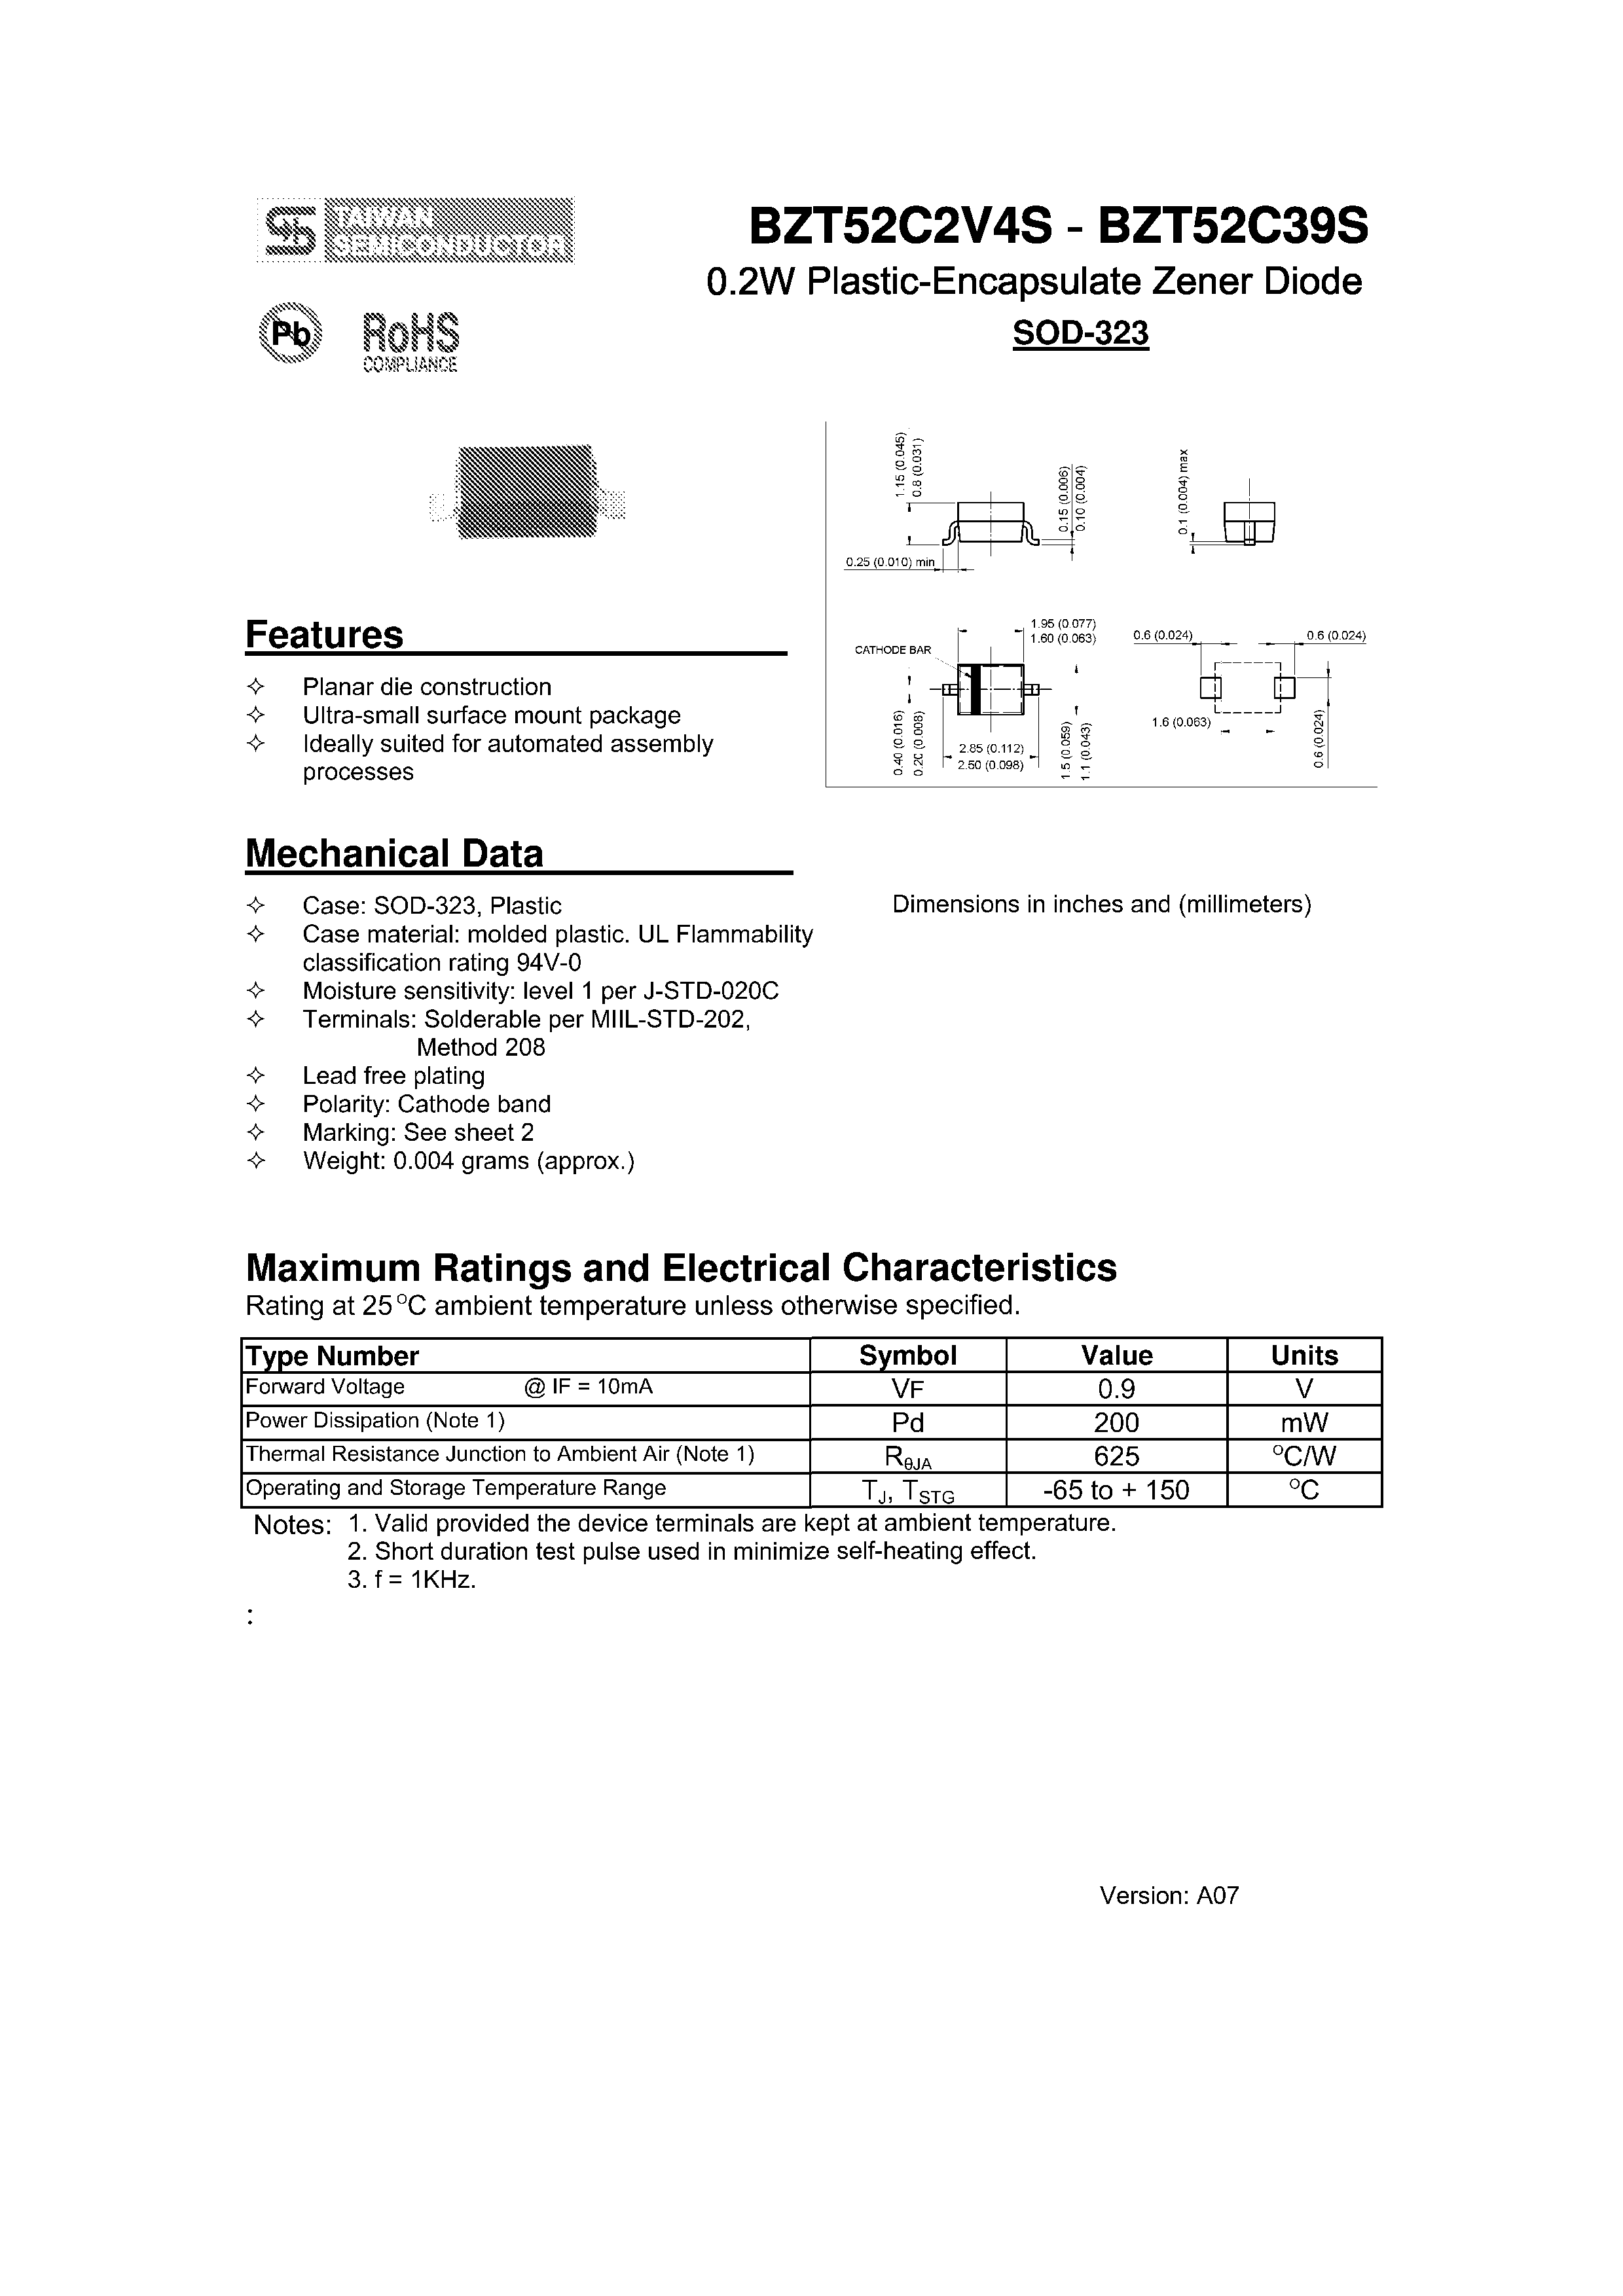 TAIWAN
SEMICONDUCTOR
BZT52C2V4S - BZT52C39S
0.2W Plastic-Encapsulate Zener Diode
SOD-323
Pb
RoHS
COMPLIANCE
1.15 (0.045)
0.8 (0.031)
0.15 (0.006)
0.10 (0.004)
0.1 (0.004) max
0.25 (0.010) min
1.95 (0.077)
1.60 (0.063)
CATHODE BAR
0.6 (0.024)
0.6 (0.024)
1.6 (0.063)
0.6 (0.024)
0.40 (0.016)
0.20 (0.008)
2.85 (0.112)
2.50 (0.098)
1.5 (0.059)
1.1 (0.043)
Features
✧ Planar die construction
✧ Ultra-small surface mount package
✧ Ideally suited for automated assembly
processes
Mechanical Data
✧ Case: SOD-323, Plastic
✧ Case material: molded plastic. UL Flammability
classification rating 94V-0
✧ Moisture sensitivity: level 1 per J-STD-020C
✧ Terminals: Solderable per MIIL-STD-202,
Method 208
✧ Lead free plating
✧ Polarity: Cathode band
✧ Marking: See sheet 2
✧ Weight: 0.004 grams (approx.)
Dimensions in inches and (millimeters)
Maximum Ratings and Electrical Characteristics
Rating at 25°C ambient temperature unless otherwise specified.
Type Number Symbol Value Units
Forward Voltage @ IF = 10mA VF 0.9 V
Power Dissipation (Note 1) Pd 200 mW
Thermal Resistance Junction to Ambient Air (Note 1) RθJA 625 °C/W
Operating and Storage Temperature Range TJ, TSTG -65 to + 150 °C
Notes: 1. Valid provided the device terminals are kept at ambient temperature.
2. Short duration test pulse used in minimize self-heating effect.
3. f = 1KHz.
:
Version: A07